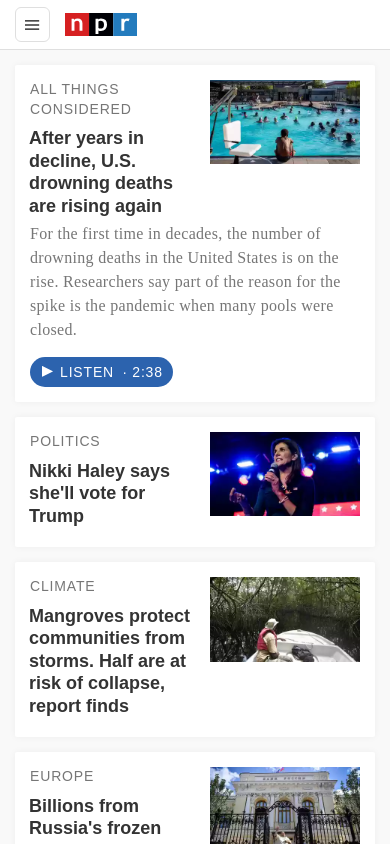 npr
ALL THINGS
CONSIDERED
After years in
decline, U.S.
drowning deaths
are rising again
For the first time in decades, the number of
drowning deaths in the United States is on the
rise. Researchers say part of the reason for the
spike is the pandemic when many pools were
closed.
LISTEN · 2:38
POLITICS
Nikki Haley says
she'll vote for
Trump
CLIMATE
Mangroves protect
communities from
storms. Half are at
risk of collapse,
report finds
EUROPE
Billions from
Russia's frozen